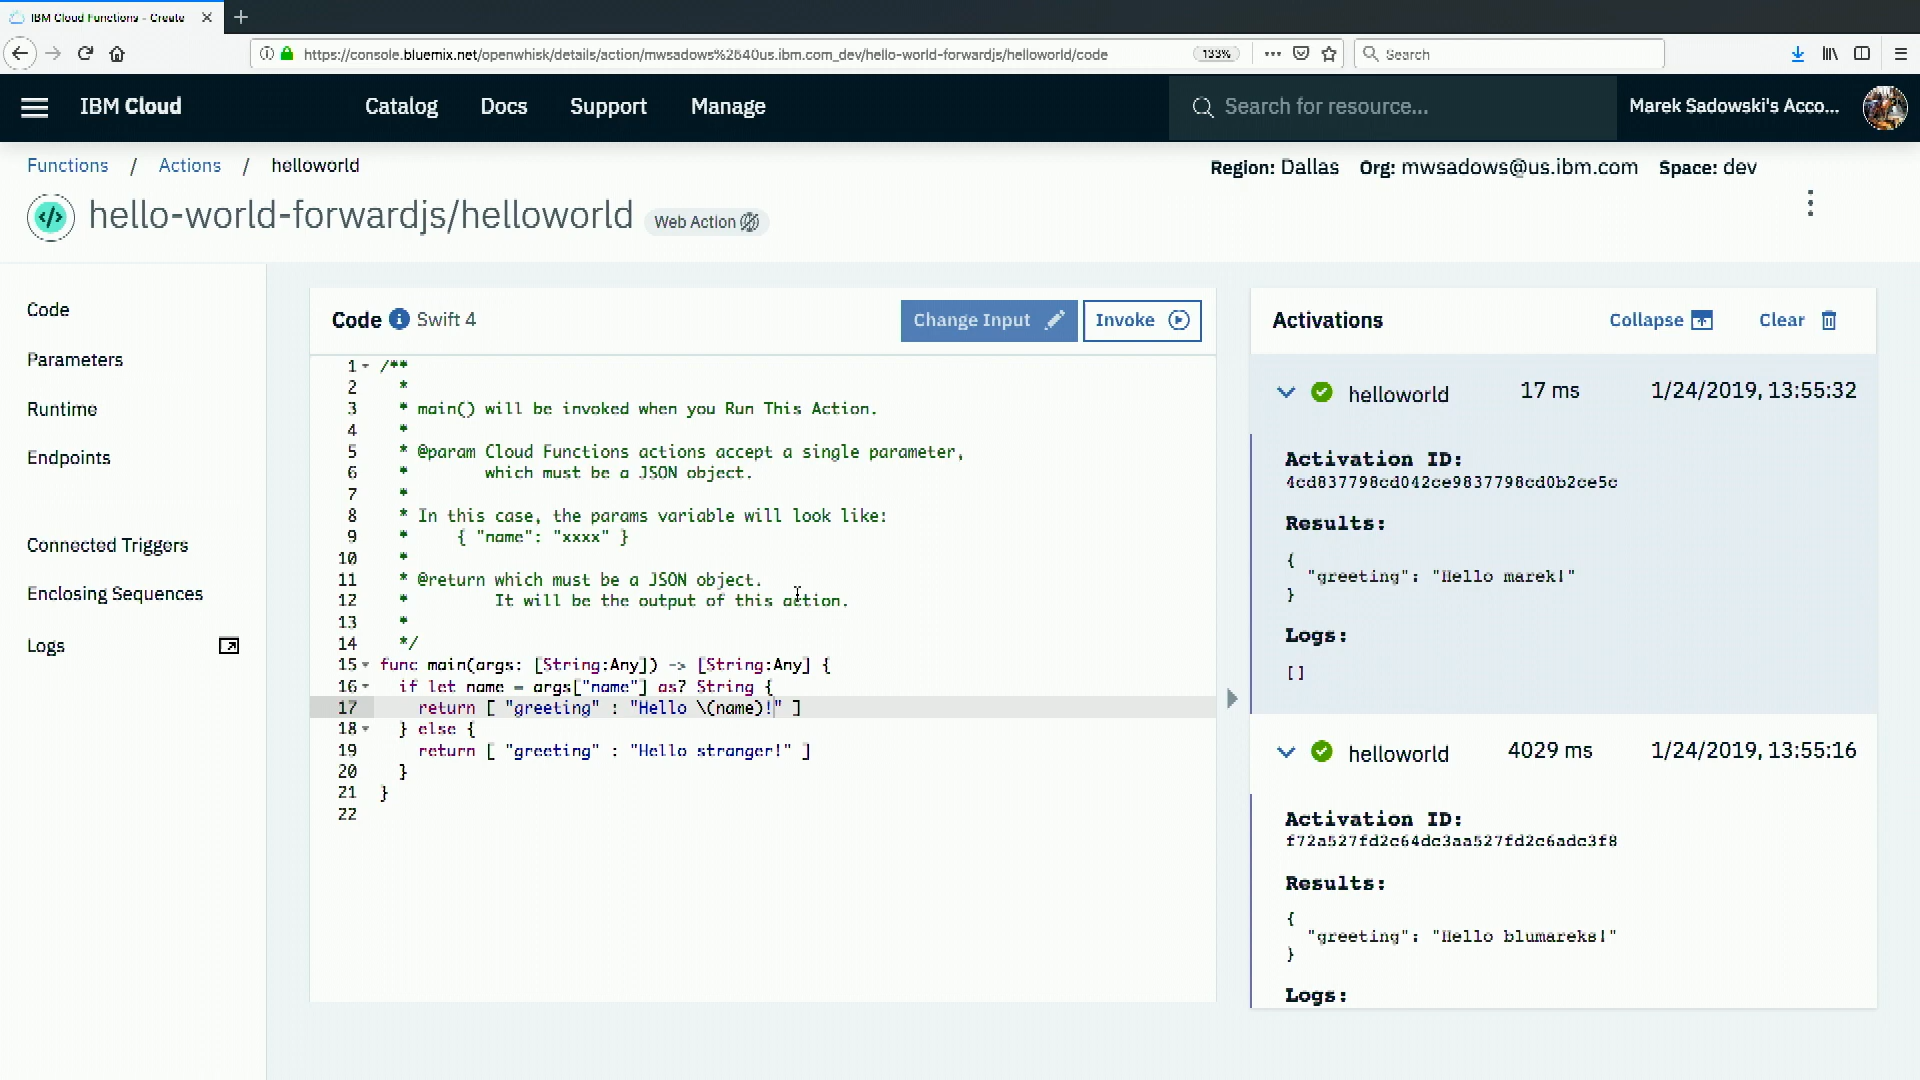 IBM Cloud Functions - Create
https://console.bluemix.net/openwhisk/details/action/mwsadows%2640us.ibm.com_dev/hello-world-forwardjs/helloworld/code
133%
Search
IBM Cloud
Catalog
Docs
Support
Manage
Search for resource...
Marek Sadowski's Acco...
Functions / Actions / helloworld
Region: Dallas Org: mwsadows@us.ibm.com Space: dev
</> hello-world-forwardjs/helloworld Web Action
Code
Parameters
Runtime
Endpoints
Connected Triggers
Enclosing Sequences
Logs
Code i Swift 4
Change Input
Invoke
1 /**
2 *
3 * main() will be invoked when you Run This Action.
4 *
5 * @param Cloud Functions actions accept a single parameter,
6 * which must be a JSON object.
7 *
8 * In this case, the params variable will look like:
9 * { "name": "xxxx" }
10 *
11 * @return which must be a JSON object.
12 * It will be the output of this action.
13 *
14 */
15 func main(args: [String:Any]) -> [String:Any] {
16 if let name = args["name"] as? String {
17 return [ "greeting" : "Hello \(name)!" ]
18 } else {
19 return [ "greeting" : "Hello stranger!" ]
20 }
21 }
22
Activations
Collapse
Clear
helloworld 17 ms 1/24/2019, 13:55:32
Activation ID:
4cd837798cd042ce9837798cd0b2ce5c
Results:
{
"greeting": "Hello marek!"
}
Logs:
[]
helloworld 4029 ms 1/24/2019, 13:55:16
Activation ID:
f72a527fd2c64dc3aa527fd2c6adc3f8
Results:
{
"greeting": "Hello blumareks!"
}
Logs: